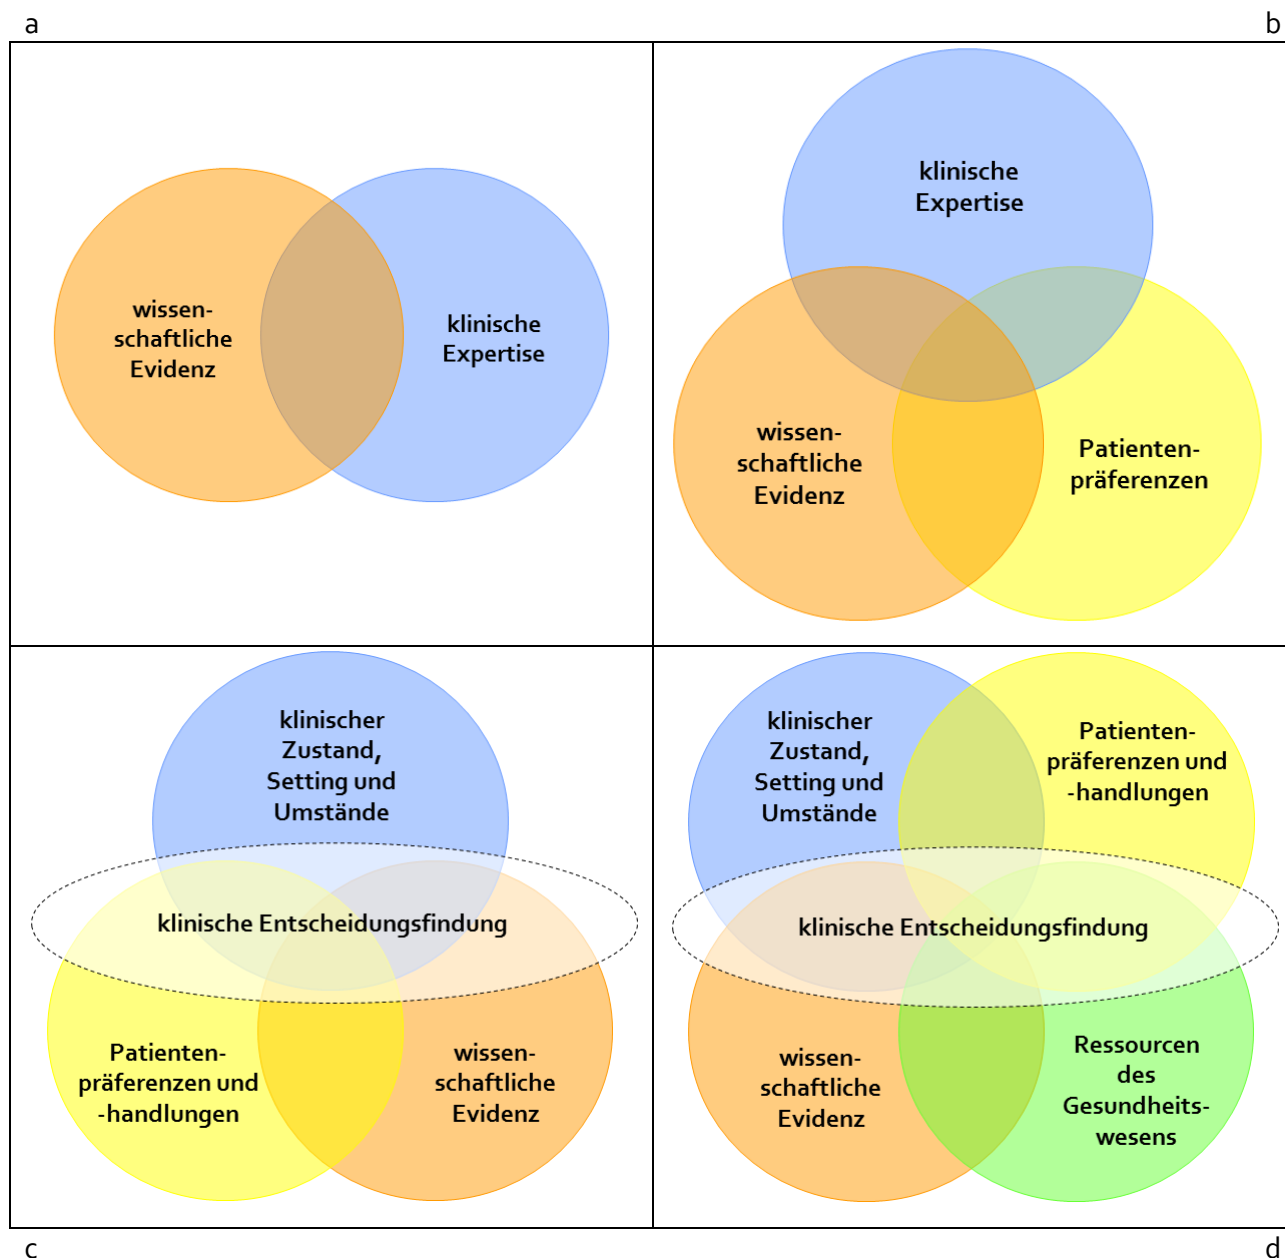 a
b
wissen-
schaftliche
Evidenz
klinische
Expertise
klinische
Expertise
wissen-
schaftliche
Evidenz
Patienten-
präferenzen
klinischer
Zustand,
Setting und
Umstände
klinische Entscheidungsfindung
Patienten-
präferenzen und
-handlungen
wissen-
schaftliche
Evidenz
klinischer
Zustand,
Setting und
Umstände
Patienten-
präferenzen und
-handlungen
klinische Entscheidungsfindung
wissen-
schaftliche
Evidenz
Ressourcen
des
Gesundheits-
wesens
c
d